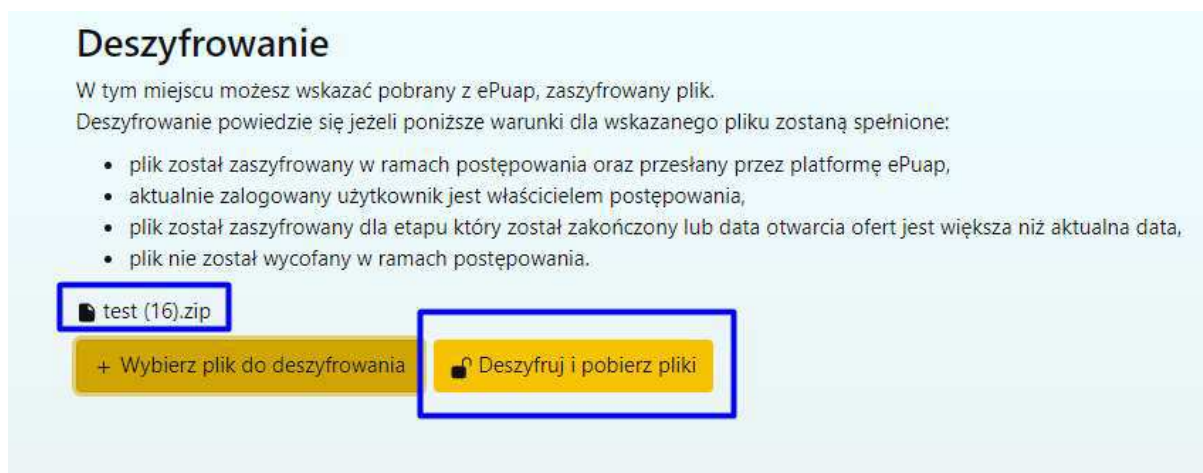 Deszyfrowanie
W tym miejscu możesz wskazać pobrany z ePuap, zaszyfrowany plik.
Deszyfrowanie powiedzie się jeżeli poniższe warunki dla wskazanego pliku zostaną spełnione:
• plik został zaszyfrowany w ramach postępowania oraz przesłany przez platformę ePuap,
• aktualnie zalogowany użytkownik jest właścicielem postępowania,
• plik został zaszyfrowany dla etapu który został zakończony lub data otwarcia ofert jest większa niż aktualna data,
• plik nie został wycofany w ramach postępowania.
test (16).zip
+ Wybierz plik do deszyfrowania Deszyfruj i pobierz pliki